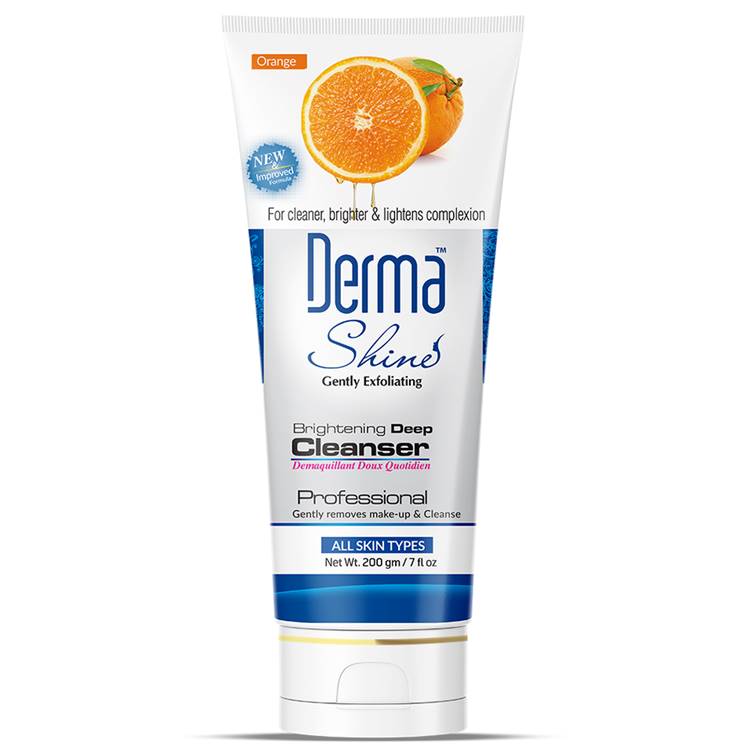 Orange
NEW
&
Improved
Formula
For cleaner, brighter & lightens complexion
Derma™
Shine
Gently Exfoliating
Brightening Deep
Cleanser
Demaquillant Doux Quotidien
Professional
Gently removes make-up & Cleanse
ALL SKIN TYPES
Net Wt. 200 gm / 7 fl oz